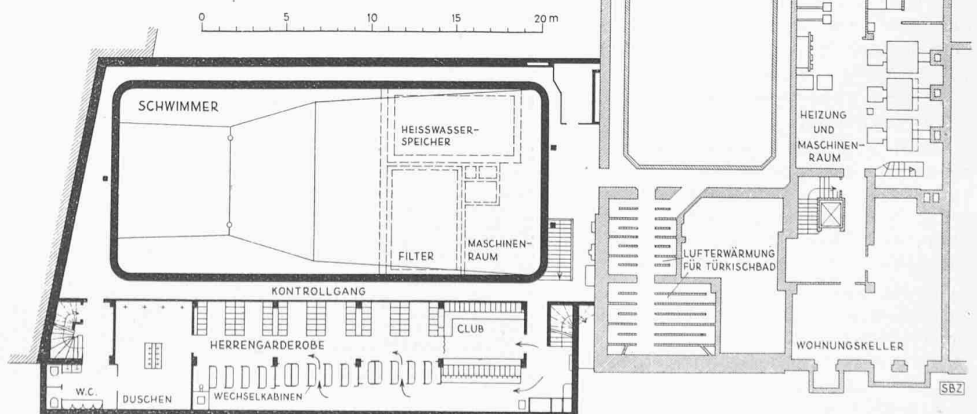 0 5 10 15 20 m
SCHWIMMER
HEISSWASSER-
SPEICHER
FILTER
MASCHINEN-
RAUM
KONTROLLGANG
HERRENGARDEROBE
CLUB
W.C.
DUSCHEN
WECHSELKABINEN
HEIZUNG
UND
MASCHINEN-
RAUM
LUFTERWÄRMUNG
FÜR TÜRKISCHBAD
WOHNUNGSKELLER
SBZ